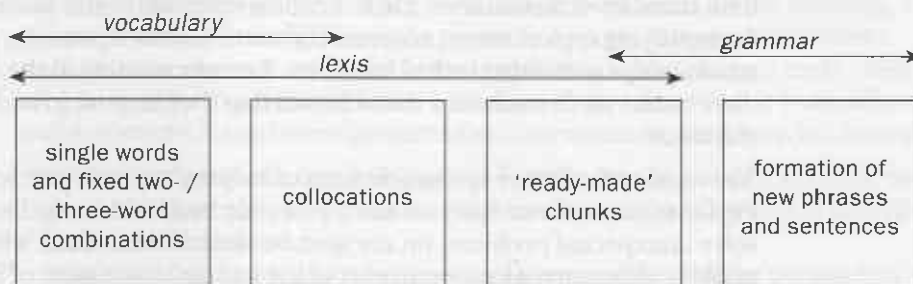 vocabulary
grammar
lexis
single words
and fixed two- /
three-word
combinations
collocations
'ready-made'
chunks
formation of
new phrases
and sentences